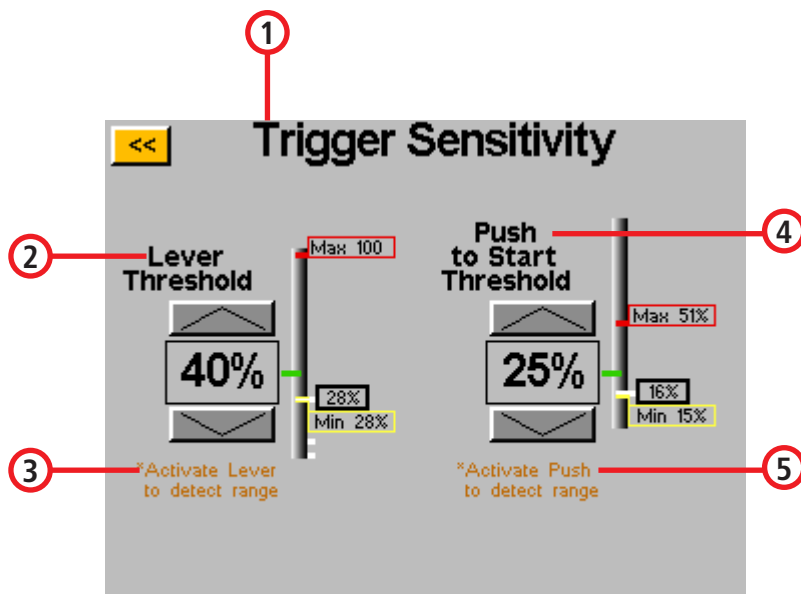 1
<< Trigger Sensitivity
2
Lever
Threshold
Max 100
40%
28%
Min 28%
3
*Activate Lever
to detect range
4
Push
to Start
Threshold
Max 51%
25%
16%
Min 15%
5
*Activate Push
to detect range